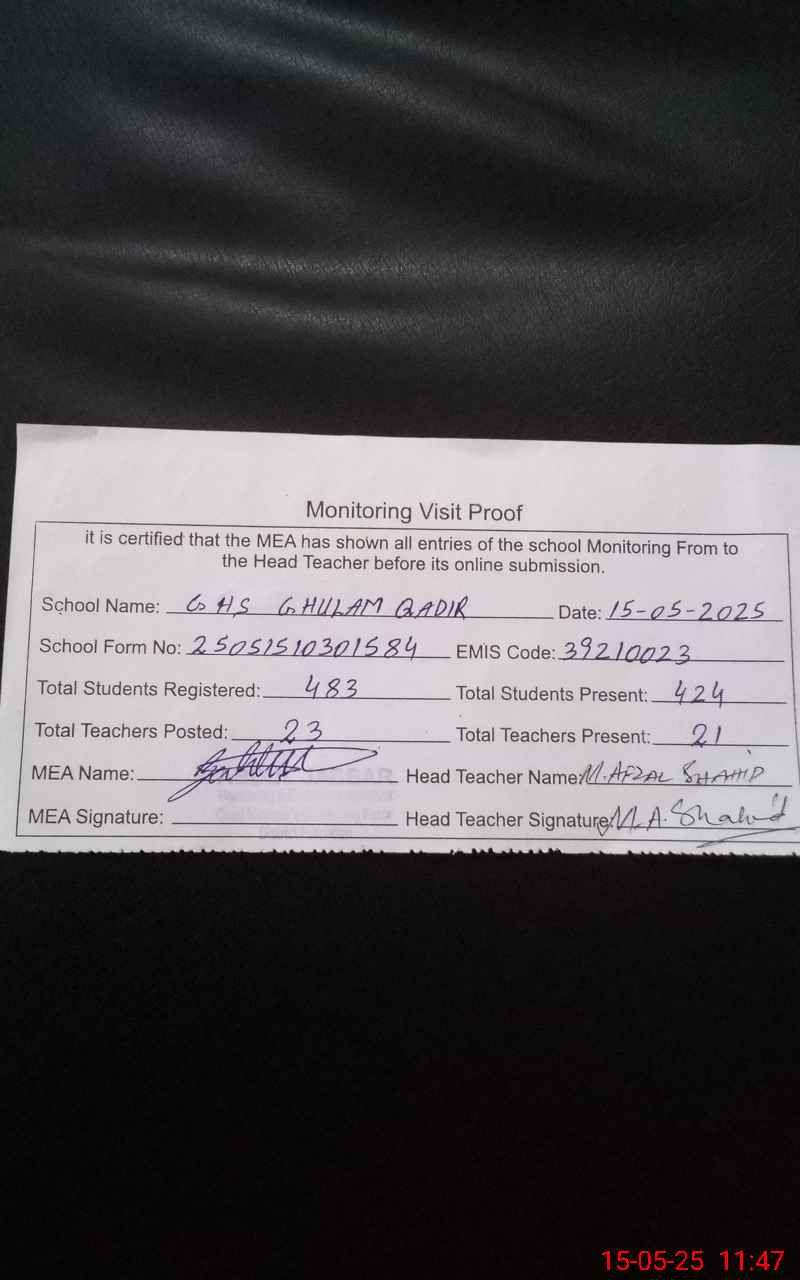 Monitoring Visit Proof
it is certified that the MEA has shown all entries of the school Monitoring From to
the Head Teacher before its online submission.
School Name: G HS GHULAM QADIR Date: 15-05-2025
School Form No: 25051510301584 EMIS Code: 39210023
Total Students Registered: 483 Total Students Present: 424
Total Teachers Posted: 23 Total Teachers Present: 21
MEA Name: Head Teacher Name: M. AFZAL SHAHID
MEA Signature: Head Teacher Signature: M.A. Shahid
15-05-25 11:47